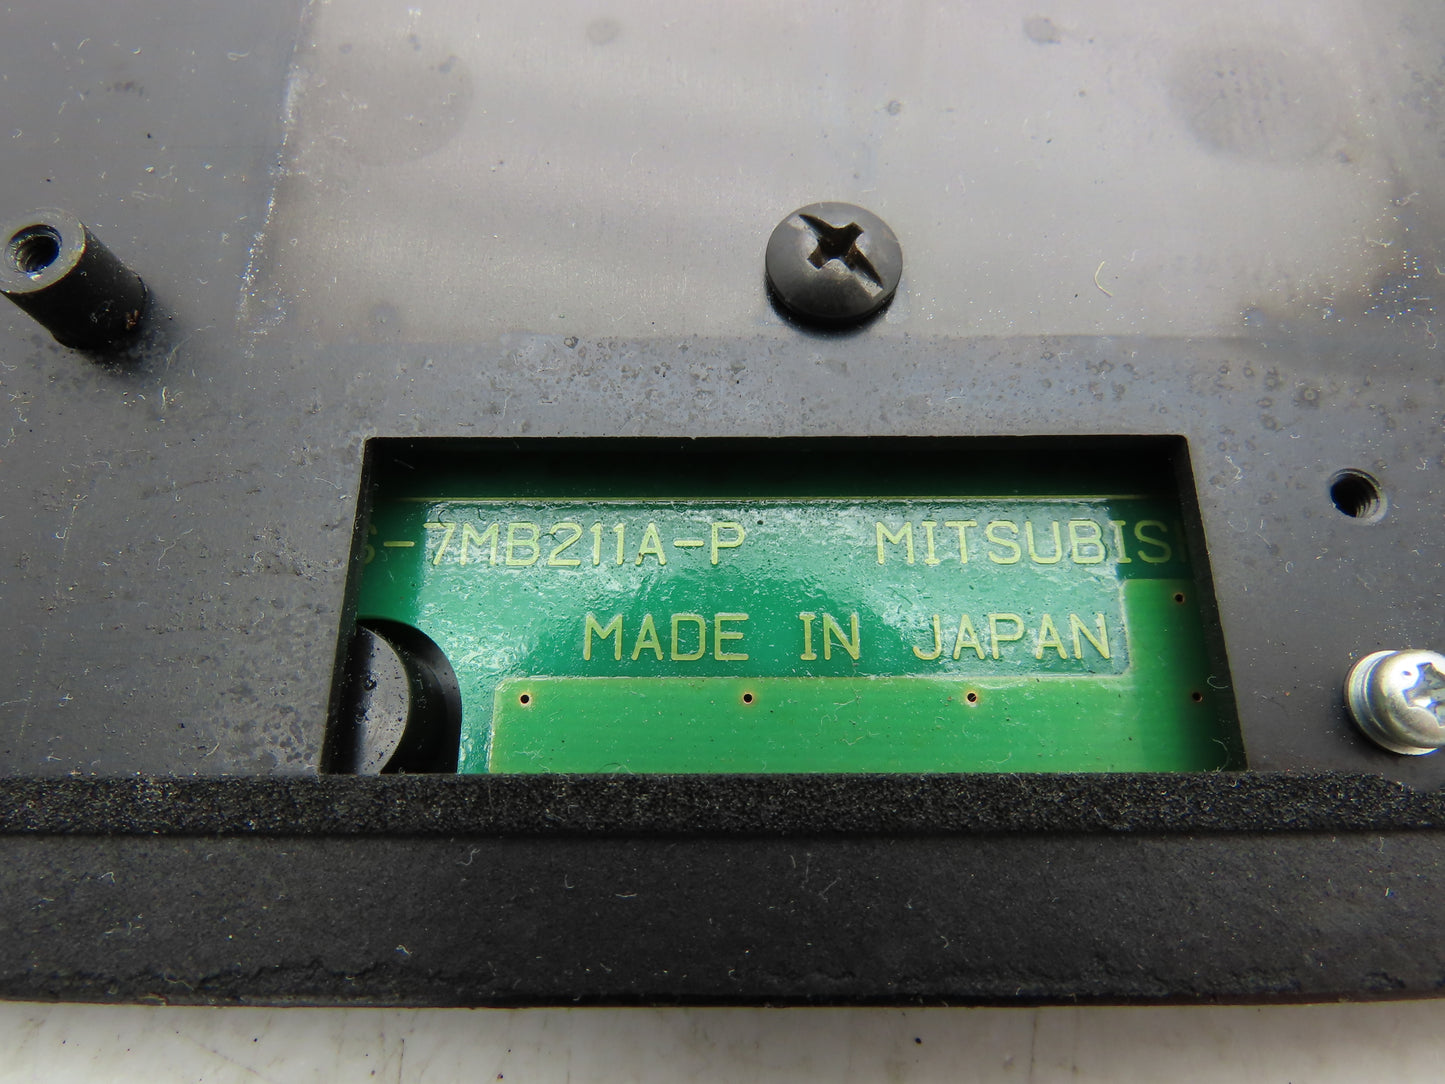 S-7MB211A-P MITSUBIS
MADE IN JAPAN